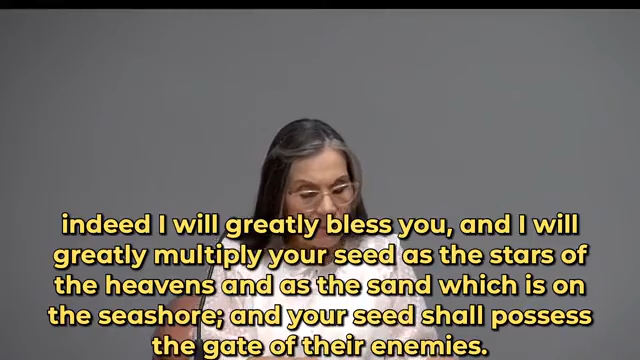 indeed I will greatly bless you, and I will
greatly multiply your seed as the stars of
the heavens and as the sand which is on
the seashore; and your seed shall possess
the gate of their enemies.